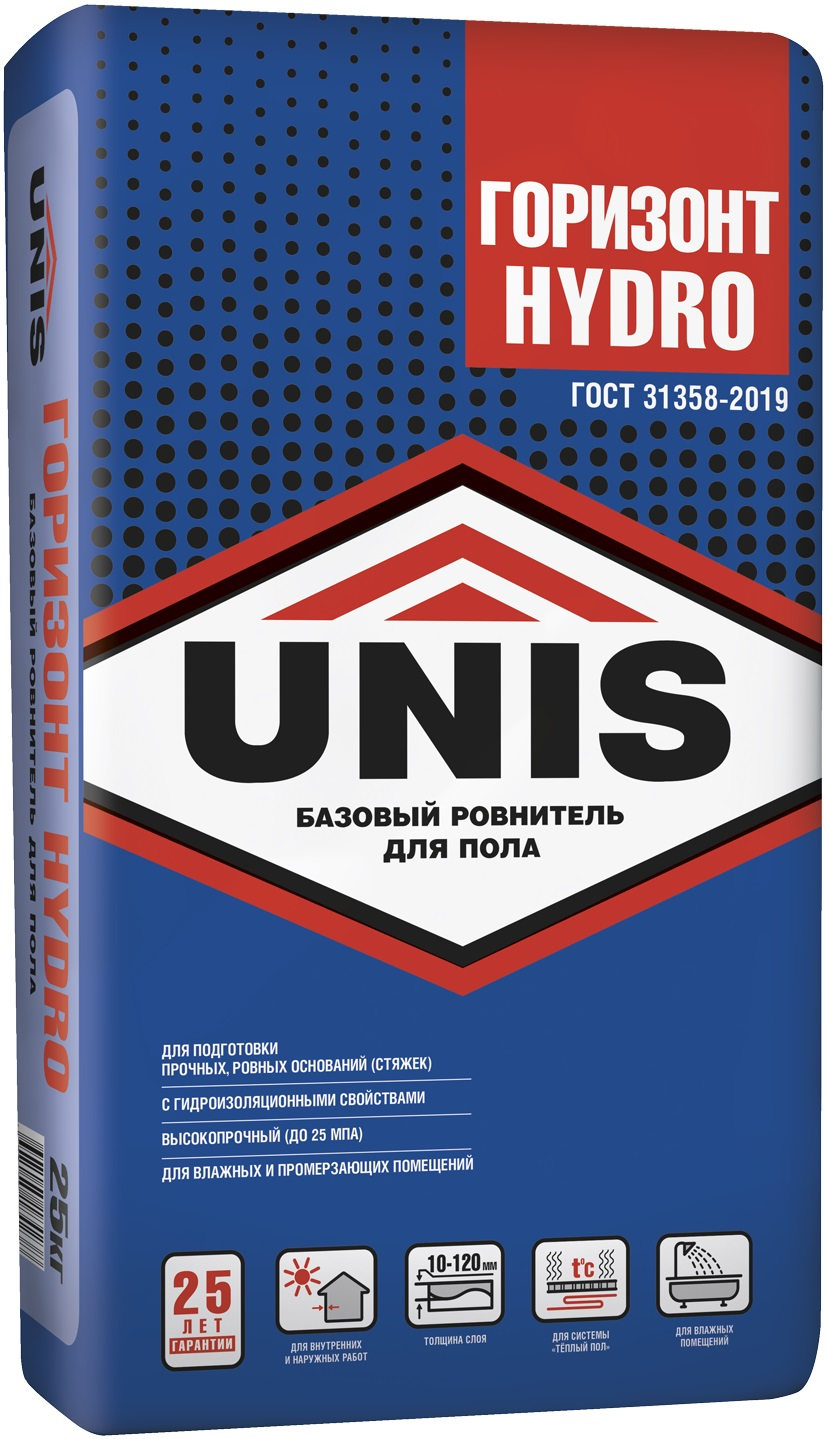 ГОРИЗОНТ
HYDRO
ГОСТ 31358-2019
UNIS
БАЗОВЫЙ РОВНИТЕЛЬ
ДЛЯ ПОЛА
ДЛЯ ПОДГОТОВКИ
ПРОЧНЫХ, РОВНЫХ ОСНОВАНИЙ (СТЯЖЕК)
С ГИДРОИЗОЛЯЦИОННЫМИ СВОЙСТВАМИ
ВЫСОКОПРОЧНЫЙ (ДО 25 МПА)
ДЛЯ ВЛАЖНЫХ И ПРОМЕРЗАЮЩИХ ПОМЕЩЕНИЙ
25
ЛЕТ
ГАРАНТИИ
ДЛЯ ВНУТРЕННИХ
И НАРУЖНЫХ РАБОТ
10-120 мм
ТОЛЩИНА СЛОЯ
t°c
ДЛЯ СИСТЕМЫ
«ТЁПЛЫЙ ПОЛ»
ДЛЯ ВЛАЖНЫХ
ПОМЕЩЕНИЙ
UNIS
ГОРИЗОНТ HYDRO
БАЗОВЫЙ РОВНИТЕЛЬ ДЛЯ ПОЛА
25КГ